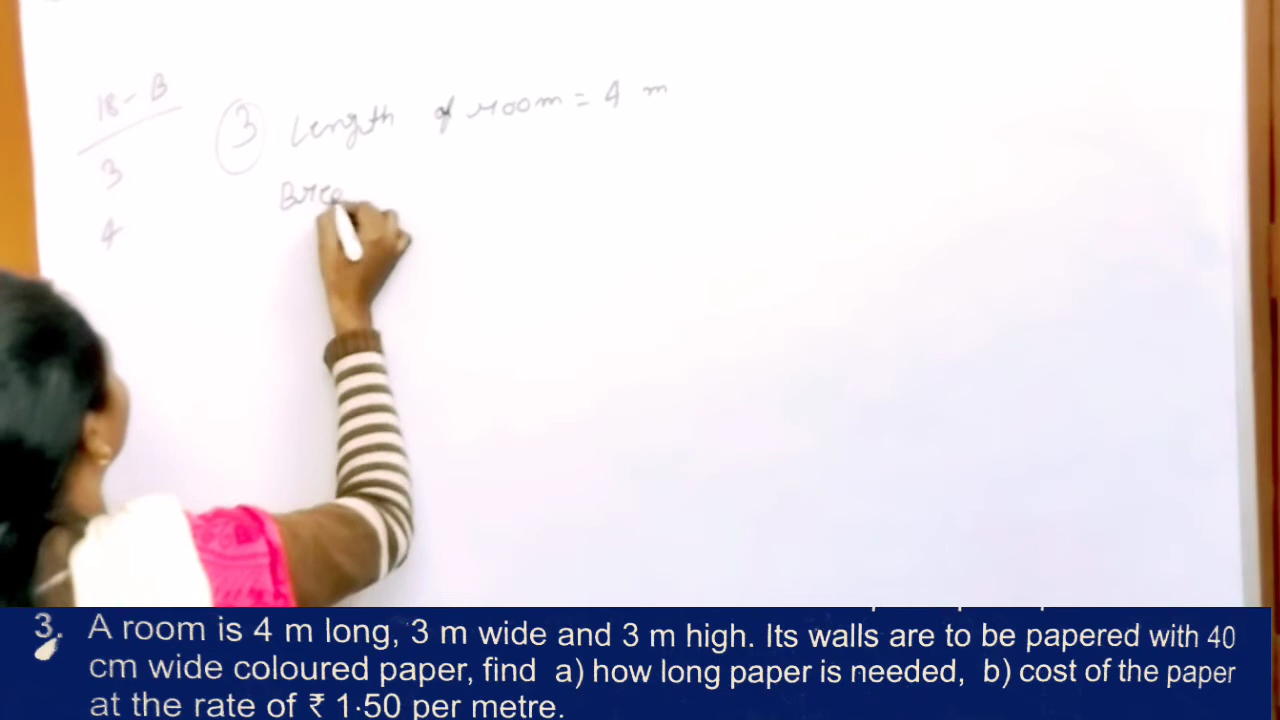 18-B
3
4
3 Length of room = 4 m
Bree
3. A room is 4 m long, 3 m wide and 3 m high. Its walls are to be papered with 40
cm wide coloured paper, find a) how long paper is needed, b) cost of the paper
at the rate of ₹ 1·50 per metre.